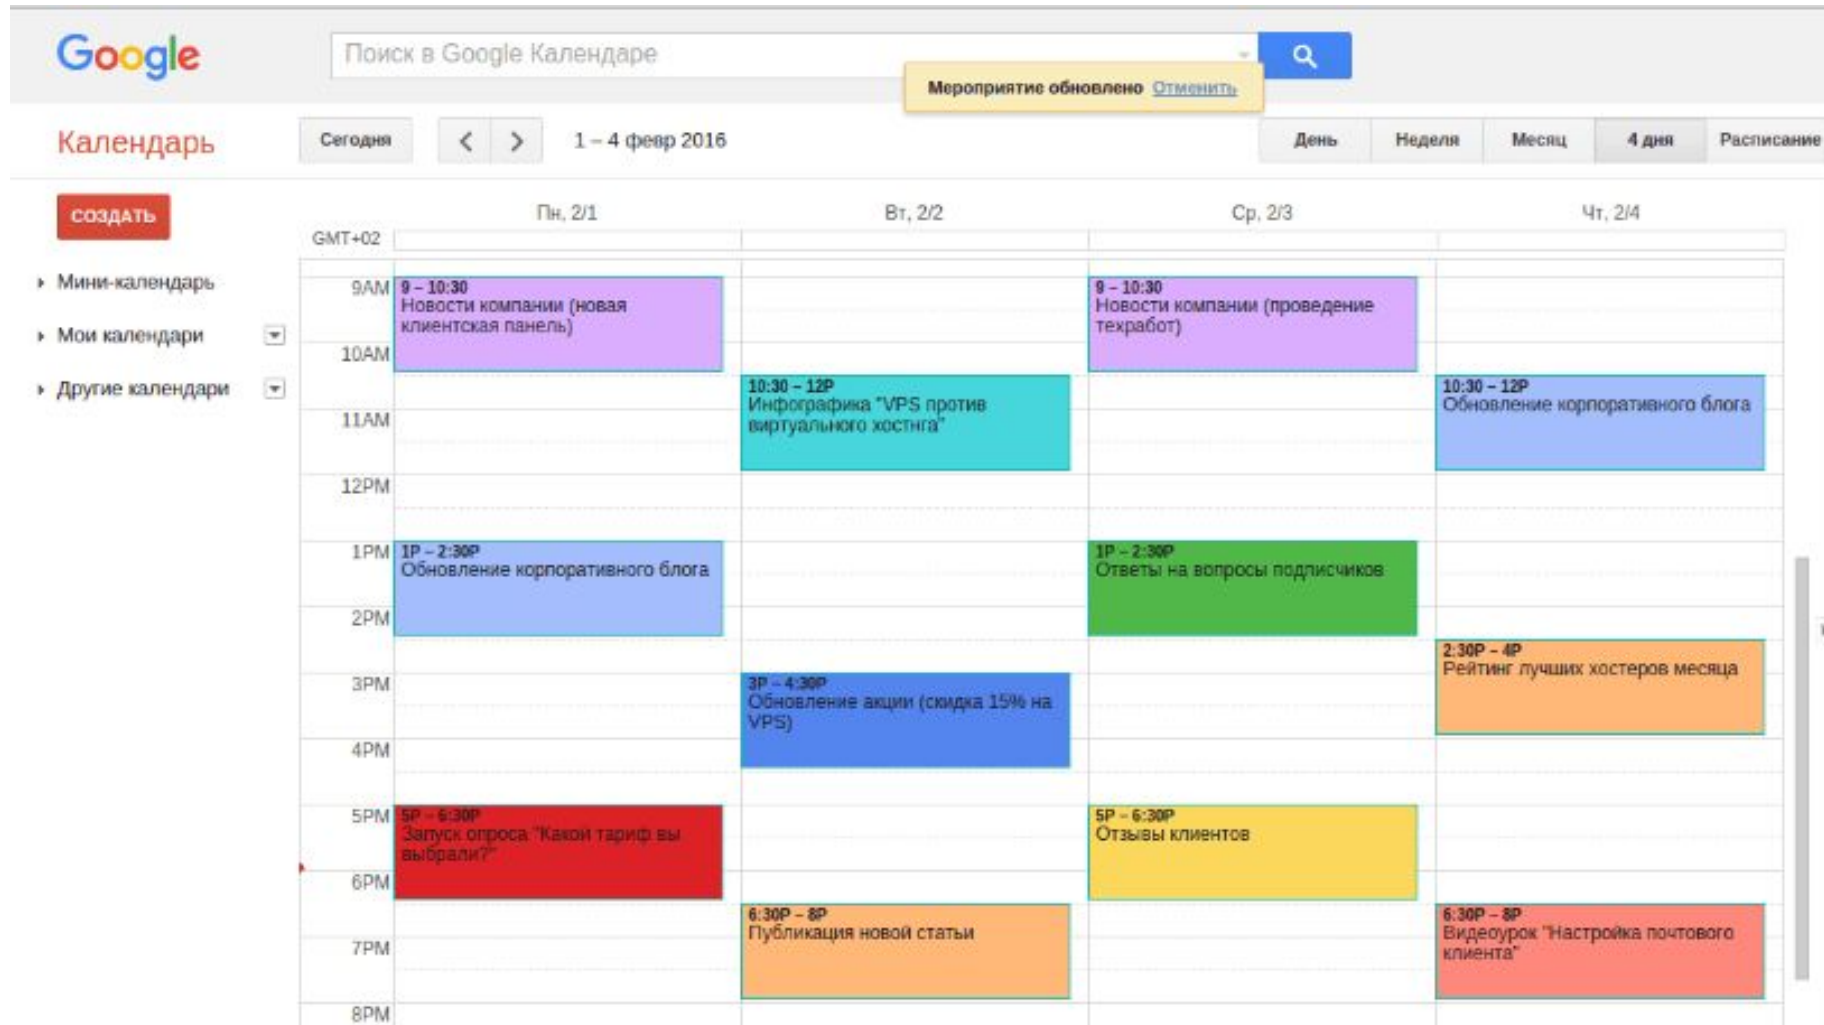 Google
Поиск в Google Календаре
Мероприятие обновлено Отменить
Календарь
Сегодня
1 – 4 февр 2016
День
Неделя
Месяц
4 дня
Расписание
СОЗДАТЬ
Мини-календарь
Мои календари
Другие календари
Пн, 2/1
Вт, 2/2
Ср, 2/3
Чт, 2/4
GMT+02
9AM
10AM
11AM
12PM
1PM
2PM
3PM
4PM
5PM
6PM
7PM
8PM
9 – 10:30
Новости компании (новая
клиентская панель)
1P – 2:30P
Обновление корпоративного блога
5P – 6:30P
Запуск опроса "Какой тариф вы
выбрали?"
10:30 – 12P
Инфографика "VPS против
виртуального хостнга"
3P – 4:30P
Обновление акции (скидка 15% на
VPS)
6:30P – 8P
Публикация новой статьи
9 – 10:30
Новости компании (проведение
техработ)
1P – 2:30P
Ответы на вопросы подписчиков
5P – 6:30P
Отзывы клиентов
10:30 – 12P
Обновление корпоративного блога
2:30P – 4P
Рейтинг лучших хостеров месяца
6:30P – 8P
Видеоурок "Настройка почтового
клиента"